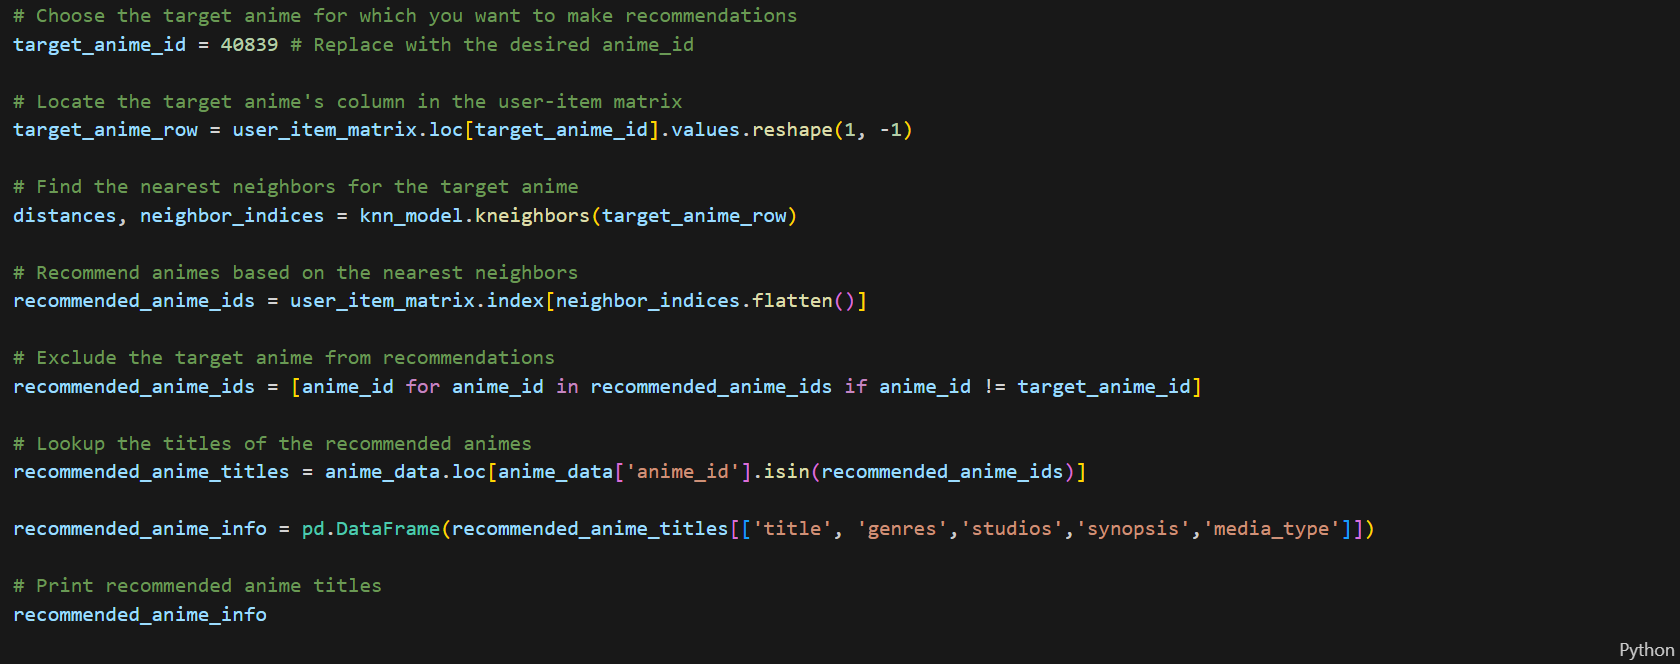 # Choose the target anime for which you want to make recommendations
target_anime_id = 40839 # Replace with the desired anime_id
# Locate the target anime's column in the user-item matrix
target_anime_row = user_item_matrix.loc[target_anime_id].values.reshape(1, -1)
# Find the nearest neighbors for the target anime
distances, neighbor_indices = knn_model.kneighbors(target_anime_row)
# Recommend animes based on the nearest neighbors
recommended_anime_ids = user_item_matrix.index[neighbor_indices.flatten()]
# Exclude the target anime from recommendations
recommended_anime_ids = [anime_id for anime_id in recommended_anime_ids if anime_id != target_anime_id]
# Lookup the titles of the recommended animes
recommended_anime_titles = anime_data.loc[anime_data['anime_id'].isin(recommended_anime_ids)]
recommended_anime_info = pd.DataFrame(recommended_anime_titles[['title', 'genres','studios','synopsis','media_type']])
# Print recommended anime titles
recommended_anime_info
Python